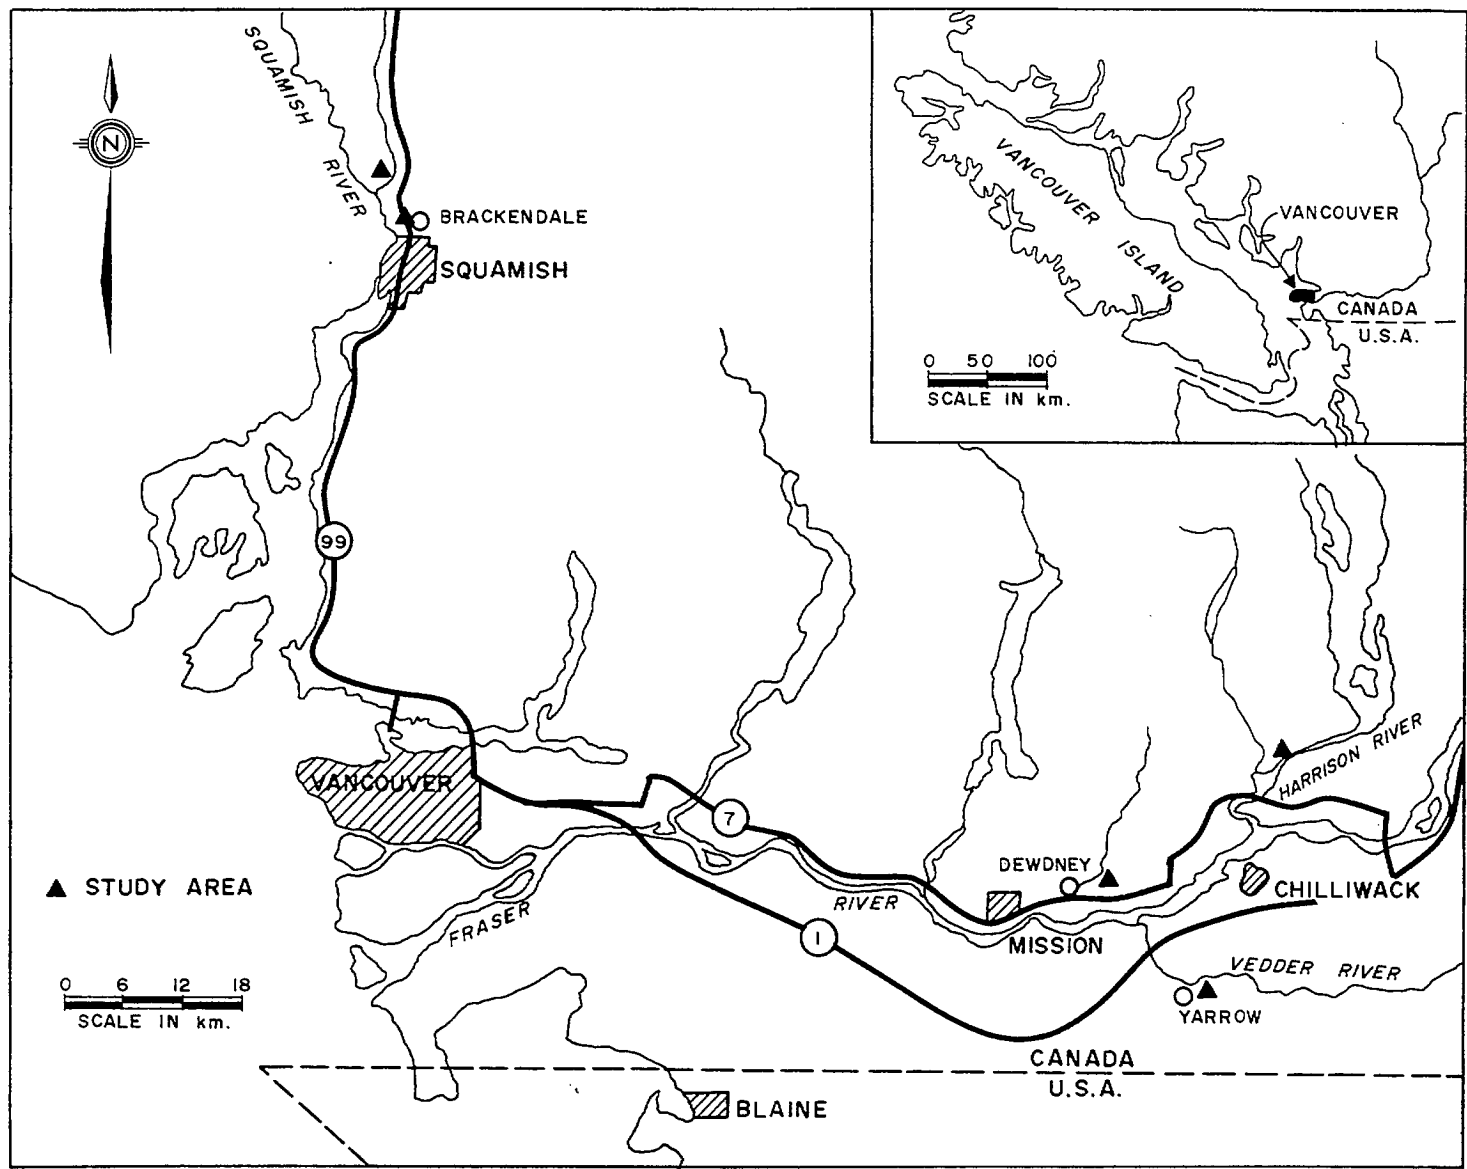 SQUAMISH
RIVER
N
BRACKENDALE
SQUAMISH
VANCOUVER
ISLAND
VANCOUVER
CANADA
U.S.A.
0 50 100
SCALE IN km.
99
VANCOUVER
7
HARRISON RIVER
DEWDNEY
CHILLIWACK
STUDY AREA
FRASER
RIVER
1
MISSION
VEDDER RIVER
YARROW
0 6 12 18
SCALE IN km.
CANADA
U.S.A.
BLAINE